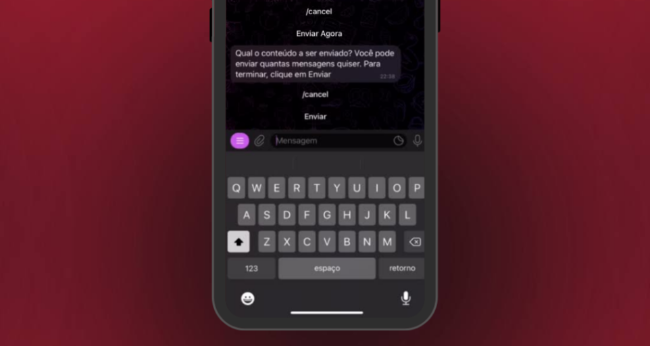 /cancel
Enviar Agora
Qual o conteúdo a ser enviado? Você pode
enviar quantas mensagens quiser. Para
terminar, clique em Enviar
22:58
/cancel
Enviar
Mensagem
Q W E R T Y U I O P
A S D F G H J K L
Z X C V B N M
123 espaço retorno